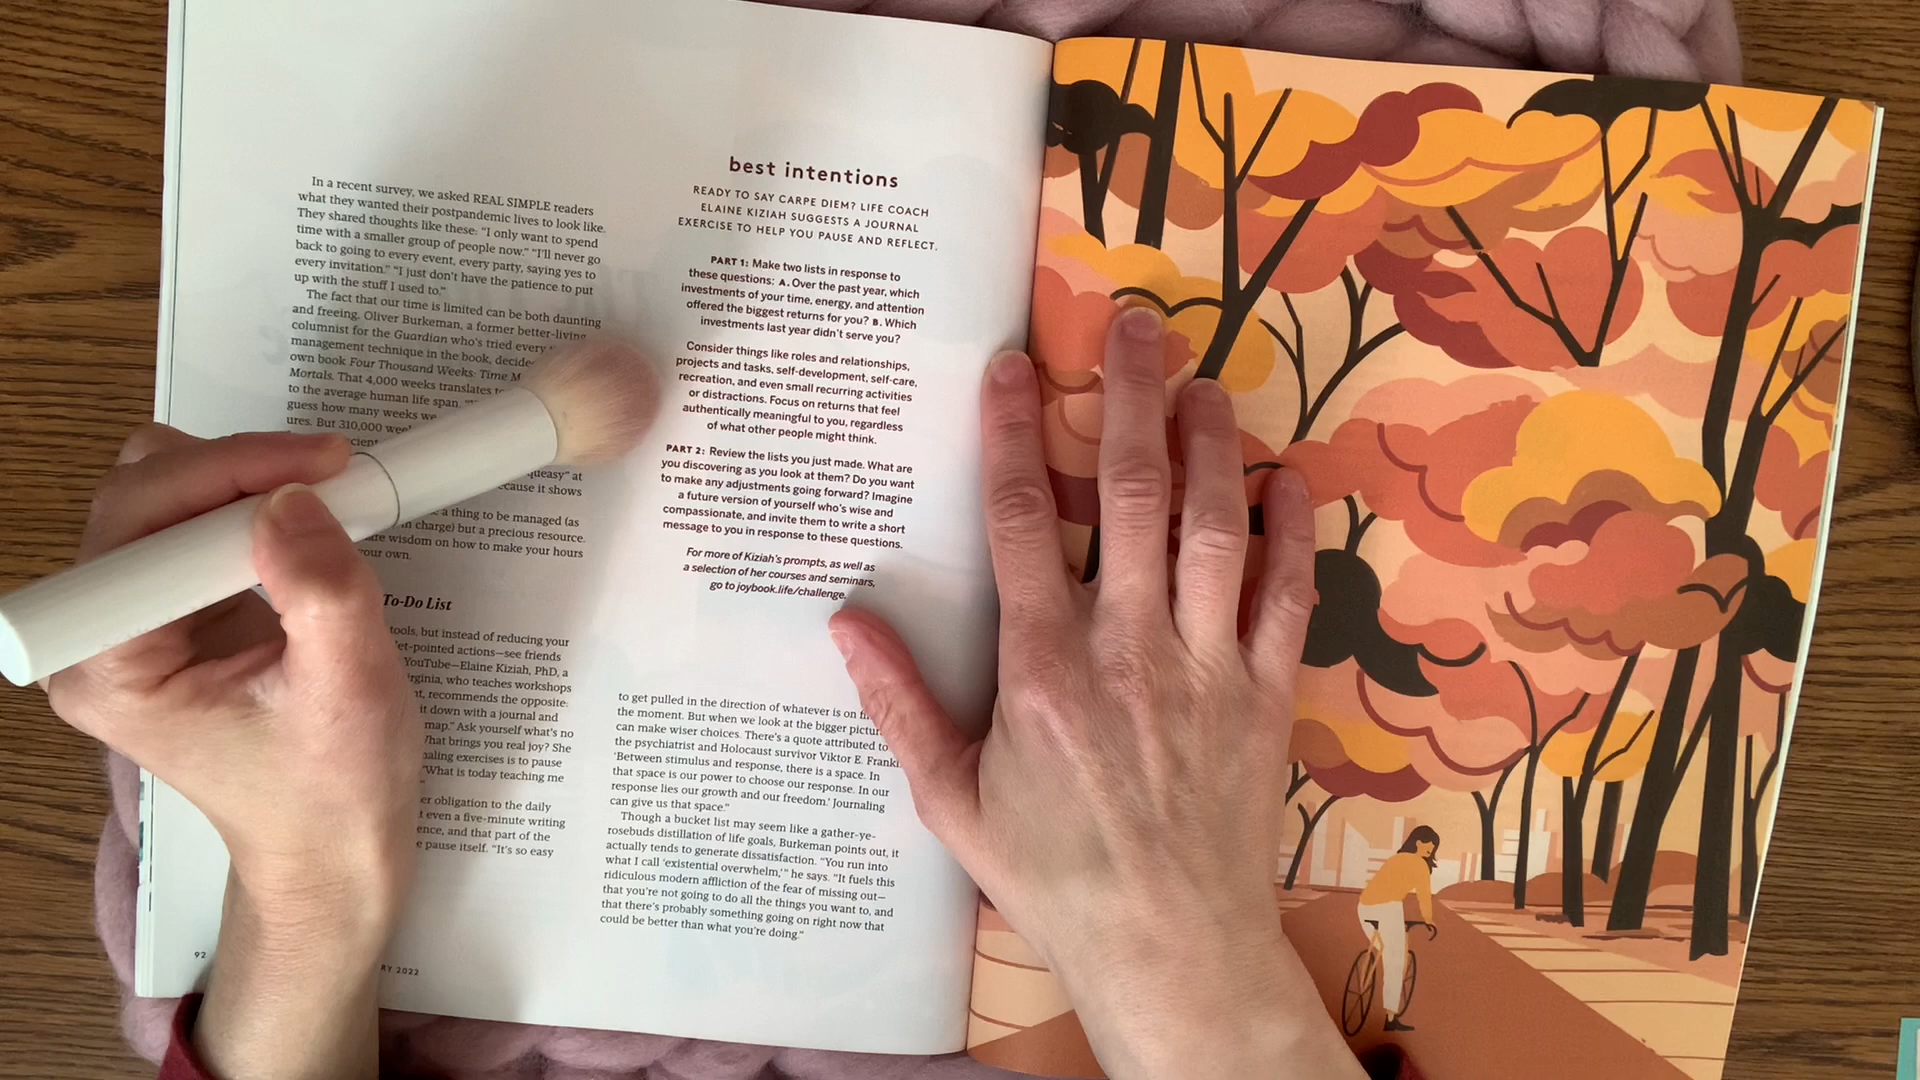 In a recent survey, we asked REAL SIMPLE readers
what they wanted their postpandemic lives to look like.
They shared thoughts like these: “I only want to spend
time with a smaller group of people now.” “I'll never go
back to going to every event, every party, saying yes to
every invitation.” “I just don't have the patience to put
up with the stuff I used to.”
The fact that our time is limited can be both daunting
and freeing. Oliver Burkeman, a former better-living
columnist for the Guardian who's tried every
management technique in the book,
own book Four Thousand Weeks: Time
Mortals. That 4,000 weeks translates
to the average human life span.
guess how many weeks we
But 310,000
at
it shows
a thing to be managed (as
charge) but a precious resource.
wisdom on how to make your hours
your own.
To-Do List
tools, but instead of reducing your
actions—see friends
YouTube—Elaine Kiziah, PhD, a
who teaches workshops
recommends the opposite:
it down with a journal and
map.” Ask yourself what's no
What brings you real joy? She
exercises is to pause
“What is today teaching me
obligation to the daily
even a five-minute writing
and that part of the
pause itself. “It's so easy
92
2022
best intentions
READY TO SAY CARPE DIEM? LIFE COACH
ELAINE KIZIAH SUGGESTS A JOURNAL
EXERCISE TO HELP YOU PAUSE AND REFLECT.
PART 1: Make two lists in response to
these questions: A. Over the past year, which
investments of your time, energy, and attention
offered the biggest returns for you? B. Which
investments last year didn't serve you?
Consider things like roles and relationships,
projects and tasks, self-development, self-care,
recreation, and even small recurring activities
or distractions. Focus on returns that feel
authentically meaningful to you, regardless
of what other people might think.
PART 2: Review the lists you just made. What are
you discovering as you look at them? Do you want
to make any adjustments going forward? Imagine
a future version of yourself who's wise and
compassionate, and invite them to write a short
message to you in response to these questions.
For more of Kiziah's prompts, as well as
a selection of her courses and seminars,
go to joybook.life/challenge.
to get pulled in the direction of whatever is on
the moment. But when we look at the bigger
can make wiser choices. There's a quote attributed to
the psychiatrist and Holocaust survivor Viktor E. Frankl:
‘Between stimulus and response, there is a space. In
that space is our power to choose our response. In our
response lies our growth and our freedom.’ Journaling
can give us that space.”
Though a bucket list may seem like a gather-ye-
rosebuds distillation of life goals, Burkeman points out, it
actually tends to generate dissatisfaction. “You run into
what I call ‘existential overwhelm,’” he says. “It fuels this
ridiculous modern affliction of the fear of missing out—
that you're not going to do all the things you want to, and
that there's probably something going on right now that
could be better than what you're doing.”